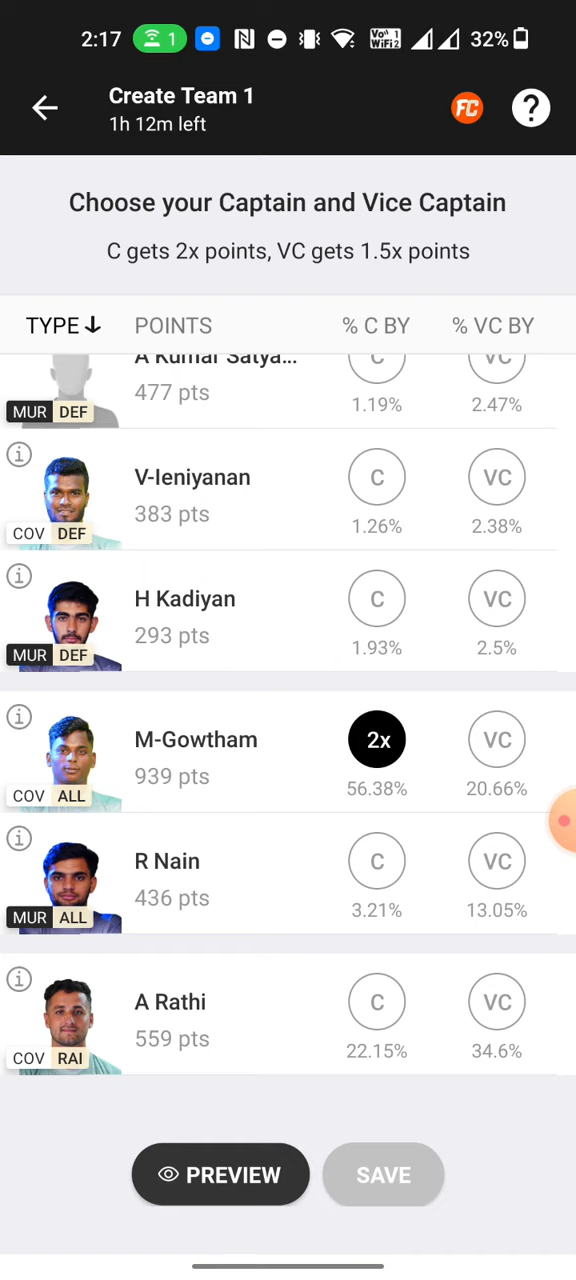 2:17 1 N Vo) 1 WiFi2 32%
Create Team 1
1h 12m left
FC ?
Choose your Captain and Vice Captain
C gets 2x points, VC gets 1.5x points
TYPE POINTS % C BY % VC BY
A Kumar Satya... C VC
477 pts
MUR DEF 1.19% 2.47%
V-Ieniyanan C VC
383 pts
COV DEF 1.26% 2.38%
H Kadiyan C VC
293 pts
MUR DEF 1.93% 2.5%
M-Gowtham 2x VC
939 pts
COV ALL 56.38% 20.66%
R Nain C VC
436 pts
MUR ALL 3.21% 13.05%
A Rathi C VC
559 pts
COV RAI 22.15% 34.6%
PREVIEW SAVE